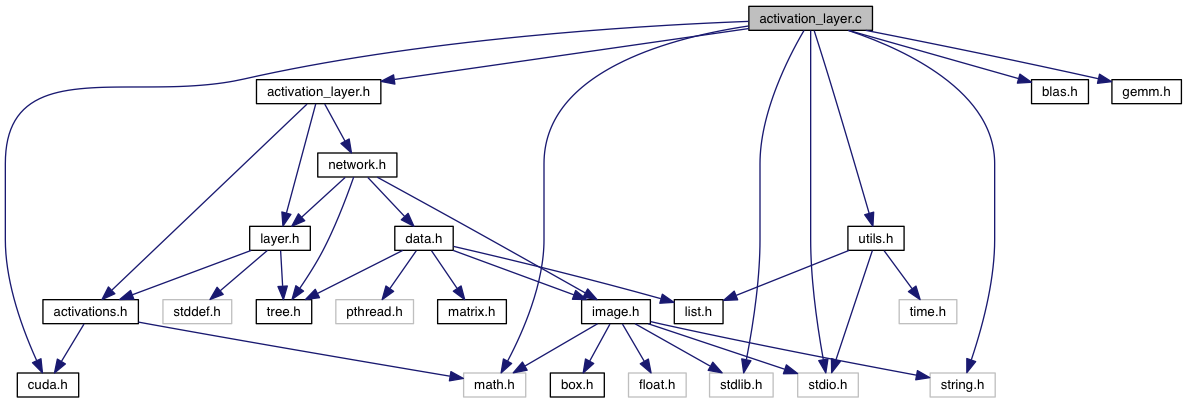 activation_layer.c
activation_layer.h
blas.h
gemm.h
network.h
layer.h
data.h
utils.h
activations.h
stddef.h
tree.h
pthread.h
matrix.h
image.h
list.h
time.h
cuda.h
math.h
box.h
float.h
stdlib.h
stdio.h
string.h